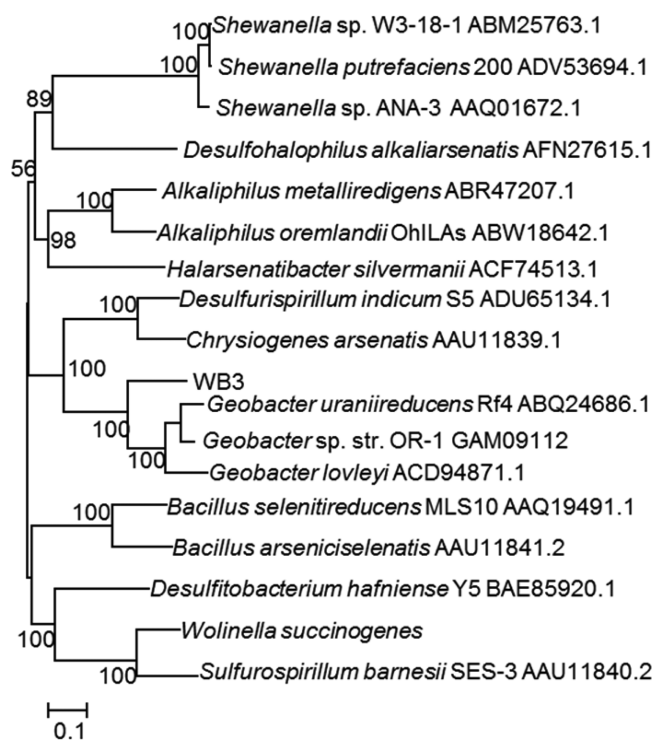 100 Shewanella sp. W3-18-1 ABM25763.1
100 Shewanella putrefaciens 200 ADV53694.1
89 Shewanella sp. ANA-3 AAQ01672.1
Desulfohalophilus alkaliarsenatis AFN27615.1
56
100 Alkaliphilus metalliredigens ABR47207.1
98 Alkaliphilus oremlandii OhILAs ABW18642.1
Halarsenatibacter silvermanii ACF74513.1
100 Desulfurispirillum indicum S5 ADU65134.1
Chrysiogenes arsenatis AAU11839.1
100
WB3
Geobacter uraniireducens Rf4 ABQ24686.1
100 Geobacter sp. str. OR-1 GAM09112
100 Geobacter lovleyi ACD94871.1
100 Bacillus selenitireducens MLS10 AAQ19491.1
Bacillus arseniciselenatis AAU11841.2
Desulfitobacterium hafniense Y5 BAE85920.1
100 Wolinella succinogenes
100 Sulfurospirillum barnesii SES-3 AAU11840.2
0.1